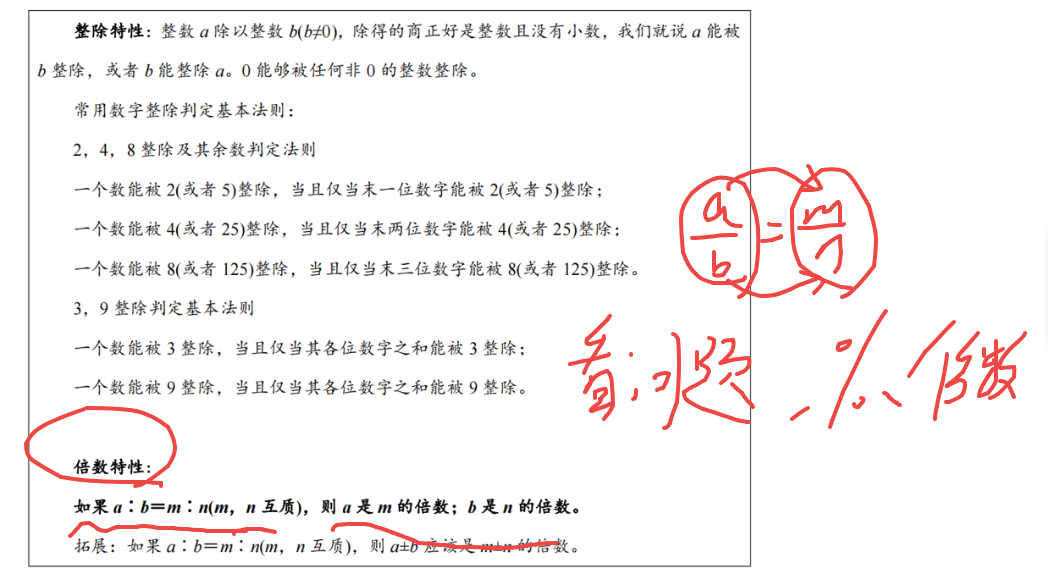 整除特性：整数 a 除以整数 b(b≠0)，除得的商正好是整数且没有小数，我们就说 a 能被
b 整除，或者 b 能整除 a。0 能够被任何非 0 的整数整除。
常用数字整除判定基本法则：
2，4，8 整除及其余数判定法则
一个数能被 2(或者 5)整除，当且仅当末一位数字能被 2(或者 5)整除；
一个数能被 4(或者 25)整除，当且仅当末两位数字能被 4(或者 25)整除；
一个数能被 8(或者 125)整除，当且仅当末三位数字能被 8(或者 125)整除。
a/b = m/n
3，9 整除判定基本法则
一个数能被 3 整除，当且仅当其各位数字之和能被 3 整除；
看问题 %、倍数
一个数能被 9 整除，当且仅当其各位数字之和能被 9 整除。
倍数特性：
如果 a∶b＝m∶n(m，n 互质)，则 a 是 m 的倍数；b 是 n 的倍数。
拓展：如果 a∶b＝m∶n(m，n 互质)，则 a±b 应该是 m±n 的倍数。